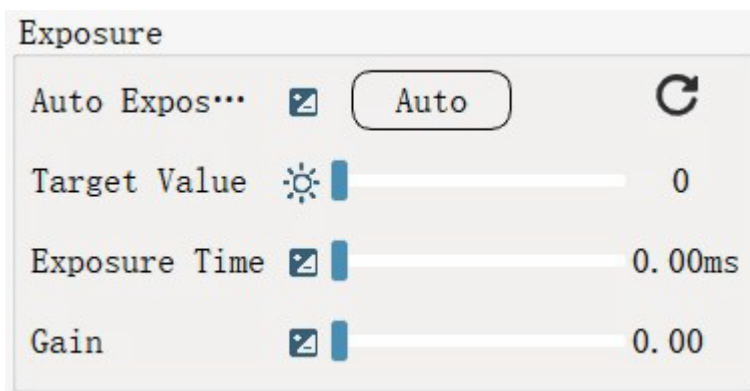 Exposure
Auto Expos… Auto
Target Value 0
Exposure Time 0.00ms
Gain 0.00